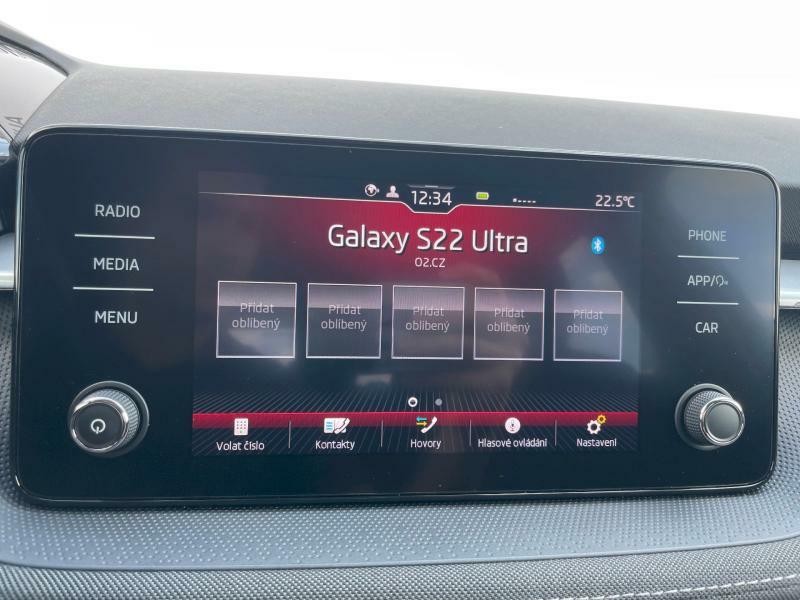 12:34
22.5°C
RADIO
MEDIA
MENU
Galaxy S22 Ultra
O2.CZ
Přidat
oblíbený
Přidat
oblíbený
Přidat
oblíbený
Přidat
oblíbený
Přidat
oblíbený
Volat číslo
Kontakty
Hovory
Hlasové ovládání
Nastavení
PHONE
APP/
CAR